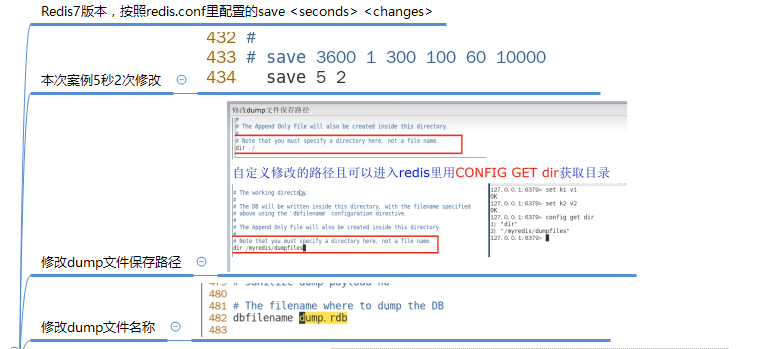 Redis7版本，按照redis.conf里配置的save <seconds> <changes>
432 #
433 # save 3600 1 300 100 60 10000
434 save 5 2
本次案例5秒2次修改
修改dump文件保存路径
#
# The Append Only File will also be created inside this directory.
#
# Note that you must specify a directory here, not a file name.
dir ./
自定义修改的路径且可以进入redis里用CONFIG GET dir获取目录
# The working directory.
#
# The DB will be written inside this directory, with the filename specified
# above using the 'dbfilename' configuration directive.
#
# The Append Only File will also be created inside this directory.
#
# Note that you must specify a directory here, not a file name.
dir /myredis/dumpfiles
127.0.0.1:6379> set k1 v1
OK
127.0.0.1:6379> set k2 v2
OK
127.0.0.1:6379> config get dir
1) "dir"
2) "/myredis/dumpfiles"
127.0.0.1:6379>
修改dump文件保存路径
479 # sanitize-dump-payload no
480
481 # The filename where to dump the DB
482 dbfilename dump.rdb
483
修改dump文件名称